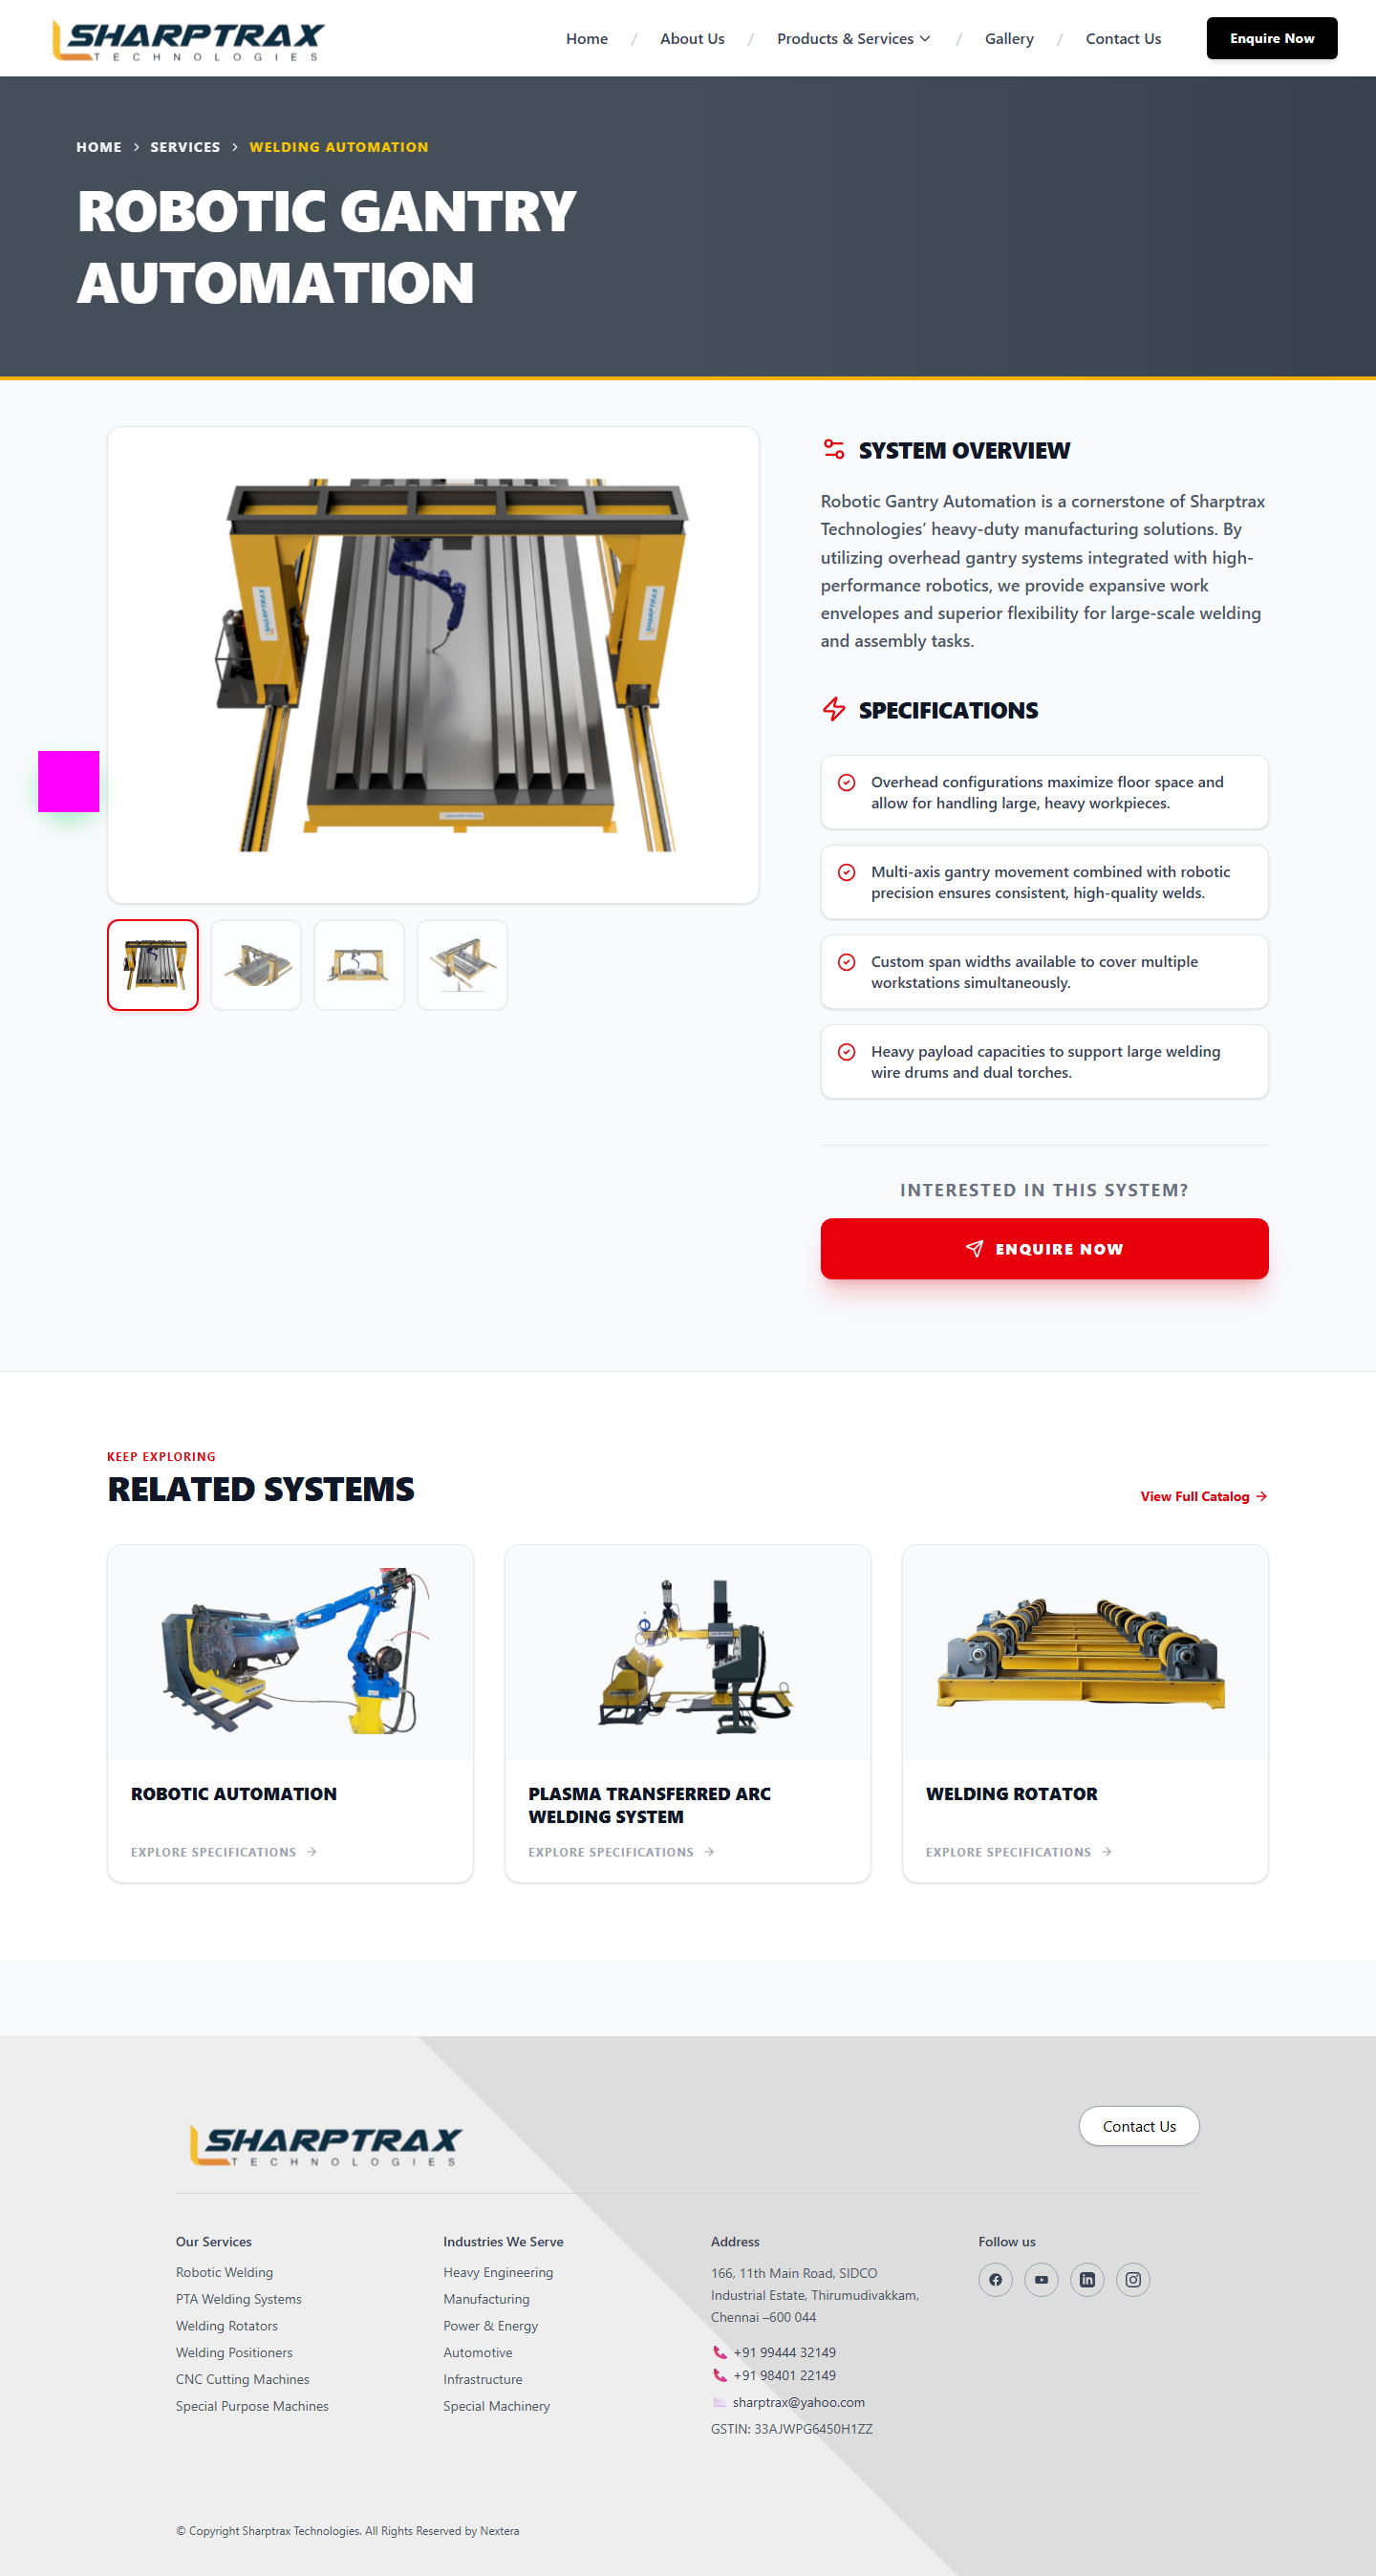 SHARPTRAX
TECHNOLOGIES
Home / About Us / Products & Services / Gallery / Contact Us
Enquire Now
HOME > SERVICES > WELDING AUTOMATION
ROBOTIC GANTRY
AUTOMATION
SHARPTRAX
SHARPTRAX
SHARPTRAX
SYSTEM OVERVIEW
Robotic Gantry Automation is a cornerstone of Sharptrax
Technologies’ heavy-duty manufacturing solutions. By
utilizing overhead gantry systems integrated with high-
performance robotics, we provide expansive work
envelopes and superior flexibility for large-scale welding
and assembly tasks.
SPECIFICATIONS
Overhead configurations maximize floor space and
allow for handling large, heavy workpieces.
Multi-axis gantry movement combined with robotic
precision ensures consistent, high-quality welds.
Custom span widths available to cover multiple
workstations simultaneously.
Heavy payload capacities to support large welding
wire drums and dual torches.
INTERESTED IN THIS SYSTEM?
ENQUIRE NOW
KEEP EXPLORING
RELATED SYSTEMS
View Full Catalog
ROBOTIC AUTOMATION
EXPLORE SPECIFICATIONS
PLASMA TRANSFERRED ARC
WELDING SYSTEM
EXPLORE SPECIFICATIONS
WELDING ROTATOR
EXPLORE SPECIFICATIONS
SHARPTRAX
TECHNOLOGIES
Contact Us
Our Services
Robotic Welding
PTA Welding Systems
Welding Rotators
Welding Positioners
CNC Cutting Machines
Special Purpose Machines
Industries We Serve
Heavy Engineering
Manufacturing
Power & Energy
Automotive
Infrastructure
Special Machinery
Address
166, 11th Main Road, SIDCO
Industrial Estate, Thirumudivakkam,
Chennai –600 044
+91 99444 32149
+91 98401 22149
sharptrax@yahoo.com
GSTIN: 33AJWPG6450H1ZZ
Follow us
© Copyright Sharptrax Technologies. All Rights Reserved by Nextera